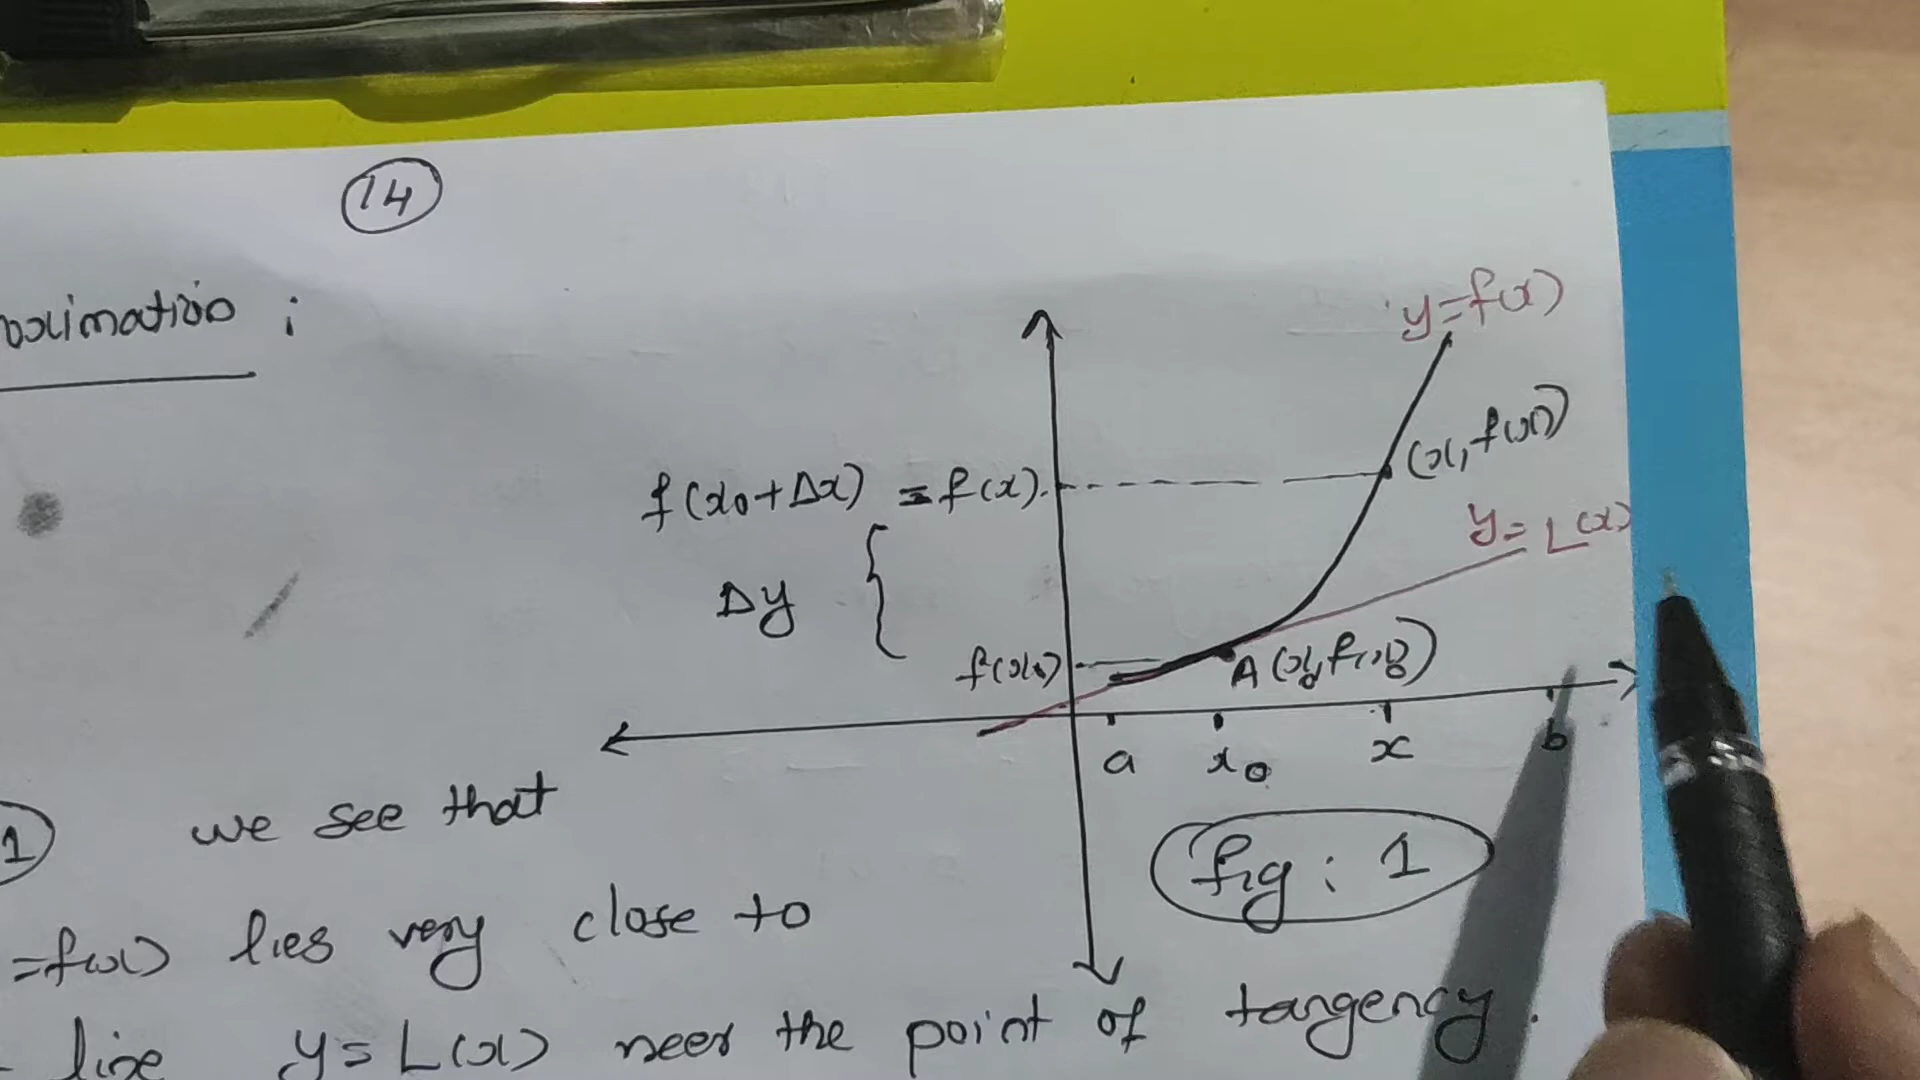 14
oximation :
y=f(x)
(x, f(x))
f(x₀+Δx) = f(x)
y= L(x)
Δy {
f(x₀)
A (x₀, f(x₀))
a x₀ x b
fig : 1
1 we see that
=f(x) lies very close to
line y= L(x) neer the point of tangency.